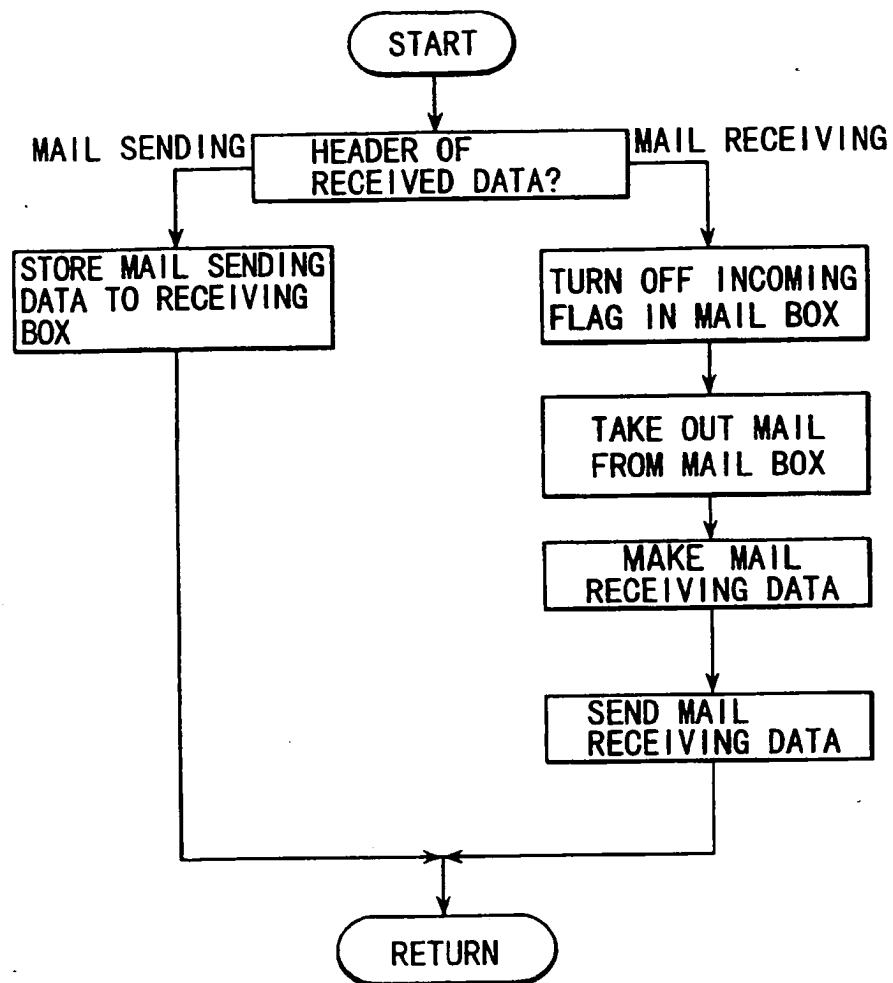 START
MAIL SENDING
HEADER OF
RECEIVED DATA?
MAIL RECEIVING
STORE MAIL SENDING
DATA TO RECEIVING
BOX
TURN OFF INCOMING
FLAG IN MAIL BOX
TAKE OUT MAIL
FROM MAIL BOX
MAKE MAIL
RECEIVING DATA
SEND MAIL
RECEIVING DATA
RETURN